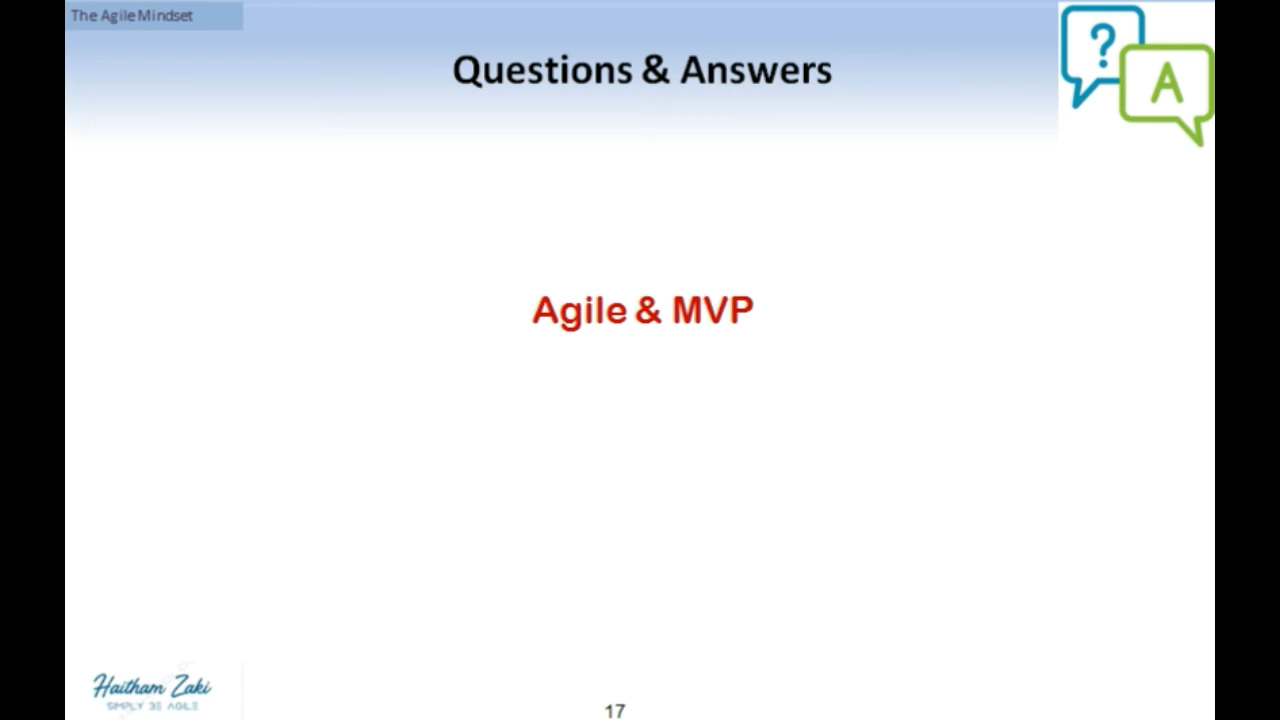 The Agile Mindset
Questions & Answers
?
A
Agile & MVP
Haitham Zaki
SIMPLY BE AGILE
17